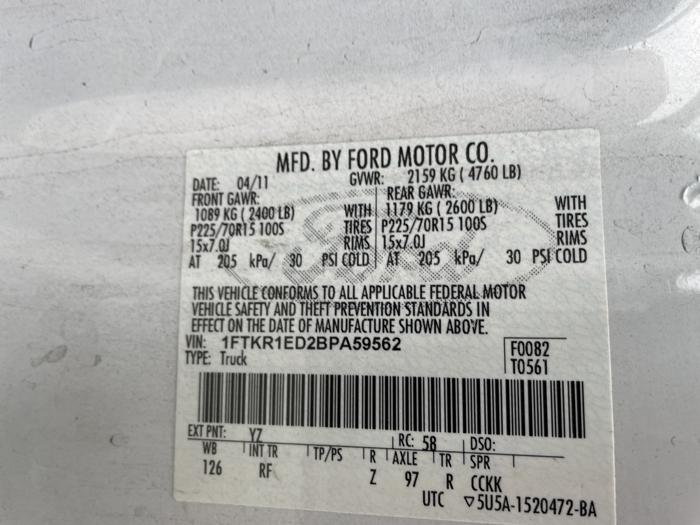 MFD. BY FORD MOTOR CO.
DATE: 04/11 GVWR: 2159 KG ( 4760 LB)
FRONT GAWR: REAR GAWR:
1089 KG ( 2400 LB) WITH 1179 KG ( 2600 LB) WITH
P225/70R15 100S TIRES P225/70R15 100S TIRES
15x7.0J RIMS 15x7.0J RIMS
AT 205 kPa/ 30 PSI COLD AT 205 kPa/ 30 PSI COLD
Ford
THIS VEHICLE CONFORMS TO ALL APPLICABLE FEDERAL MOTOR
VEHICLE SAFETY AND THEFT PREVENTION STANDARDS IN
EFFECT ON THE DATE OF MANUFACTURE SHOWN ABOVE.
VIN: 1FTKR1ED2BPA59562 F0082
TYPE: Truck T0561
EXT PNT: YZ RC: 58 DSO:
WB INT TR TP/PS R AXLE TR SPR
126 RF Z 97 R CCKK
UTC ▽5U5A-1520472-BA